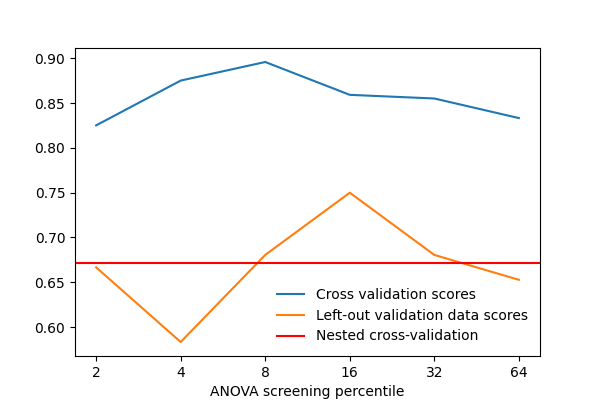 0.90
0.85
0.80
0.75
0.70
0.65
0.60
Cross validation scores
Left-out validation data scores
Nested cross-validation
2 4 8 16 32 64
ANOVA screening percentile